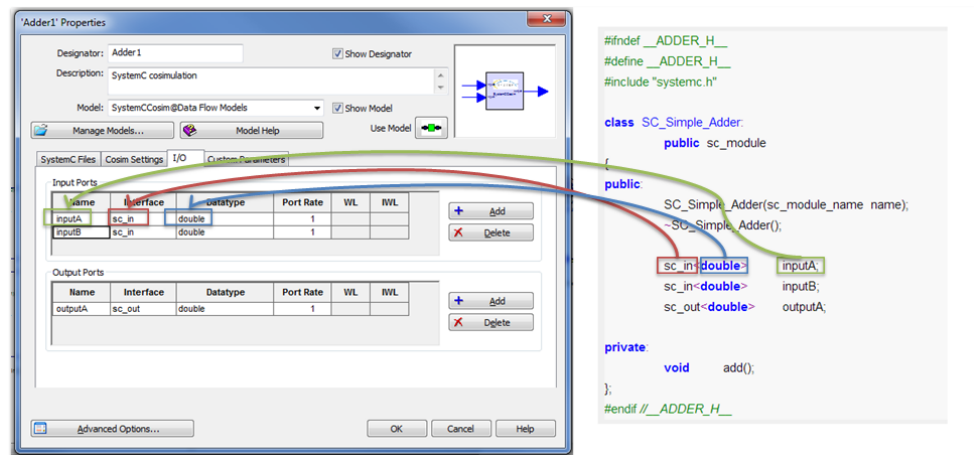 'Adder1' Properties
Designator: Adder1 Show Designator
Description: SystemC cosimulation
Model: SystemCCosim@Data Flow Models Show Model
Manage Models... Model Help Use Model
SystemC Files Cosim Settings I/O Custom Parameters
Input Ports
Name Interface Datatype Port Rate WL IWL
inputA sc_in double 1
inputB sc_in double 1
Add
Delete
Output Ports
Name Interface Datatype Port Rate WL IWL
outputA sc_out double 1
Add
Delete
Advanced Options... OK Cancel Help
#ifndef __ADDER_H__
#define __ADDER_H__
#include "systemc.h"
class SC_Simple_Adder:
public sc_module
{
public:
SC_Simple_Adder(sc_module_name name);
~SC_Simple_Adder();
sc_in<double> inputA;
sc_in<double> inputB;
sc_out<double> outputA;
private:
void add();
};
#endif //__ADDER_H__